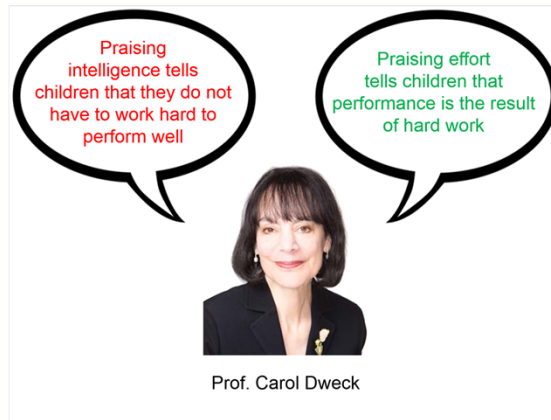 Praising
intelligence tells
children that they do not
have to work hard to
perform well
Praising effort
tells children that
performance is the result
of hard work
Prof. Carol Dweck